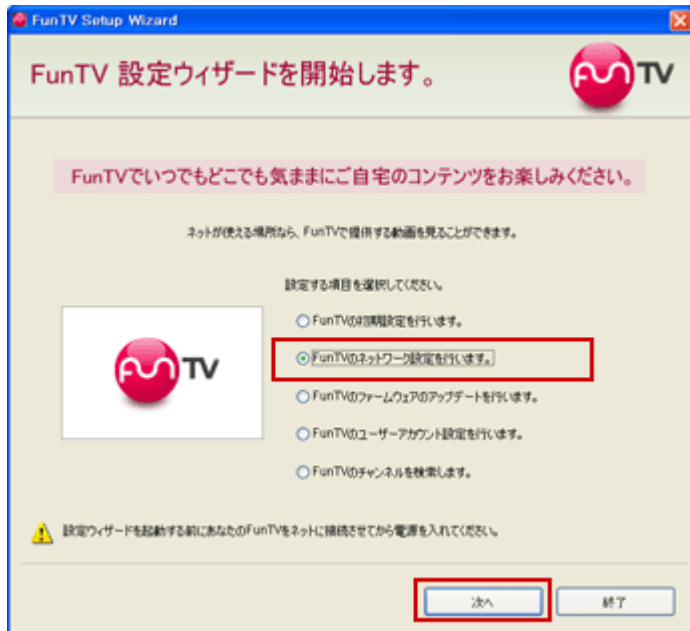 FunTV Setup Wizard
FunTV 設定ウィザードを開始します。
fun TV
FunTVでいつでもどこでも気ままにご自宅のコンテンツをお楽しみください。
ネットが使える場所なら、FunTVで提供する動画を見ることができます。
設定する項目を選択してください。
FunTVの初期設定を行います。
fun TV
FunTVのネットワーク設定を行います。
FunTVのファームウェアのアップデートを行います。
FunTVのユーザーアカウント設定を行います。
FunTVのチャンネルを検索します。
設定ウィザードを起動する前にあなたのFunTVをネットに接続させてから電源を入れてください。
次へ
終了